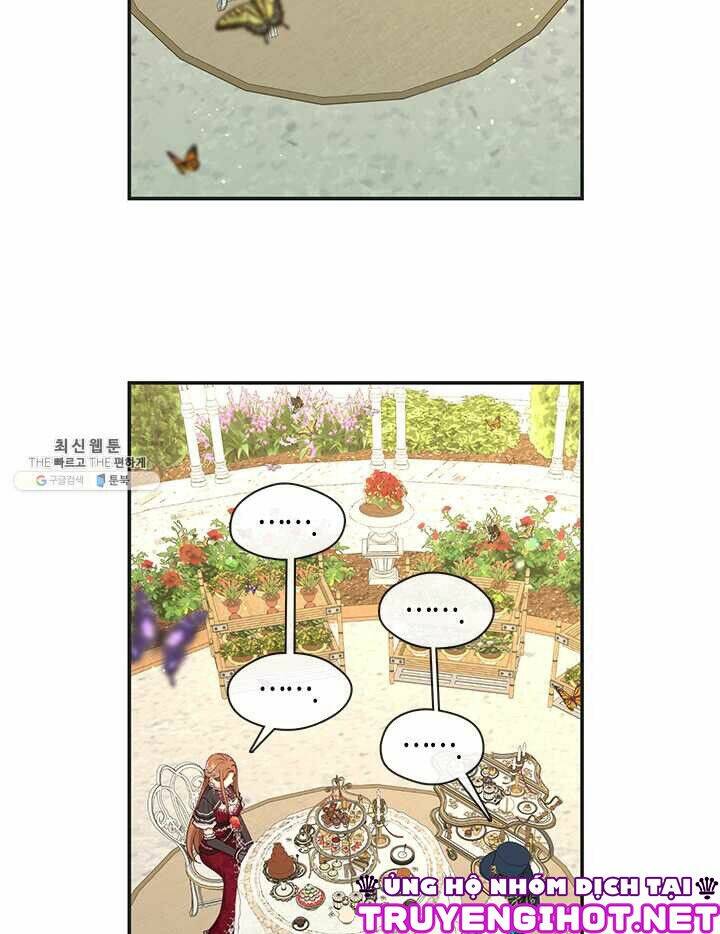 최신웹툰
THE 빠르고 THE 편하게
G 구글검색 툰북
.......
.......
.......
.......
ỦNG HỘ NHÓM DỊCH TẠI
TRUYENGIHOT.NET